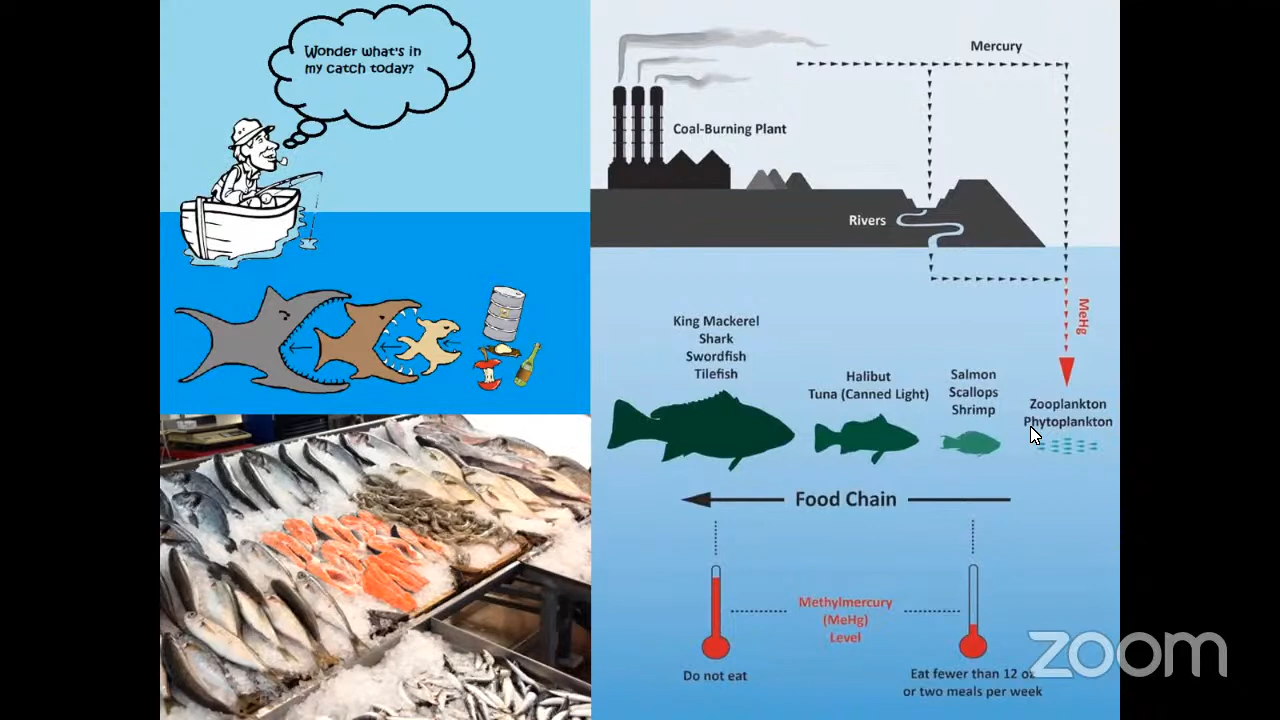 Wonder what's in
my catch today?
Mercury
Coal-Burning Plant
Rivers
MeHg
King Mackerel
Shark
Swordfish
Tilefish
Halibut
Tuna (Canned Light)
Salmon
Scallops
Shrimp
Zooplankton
Phytoplankton
Food Chain
Methylmercury
(MeHg)
Level
Do not eat
Eat fewer than 12 oz
or two meals per week
zoom